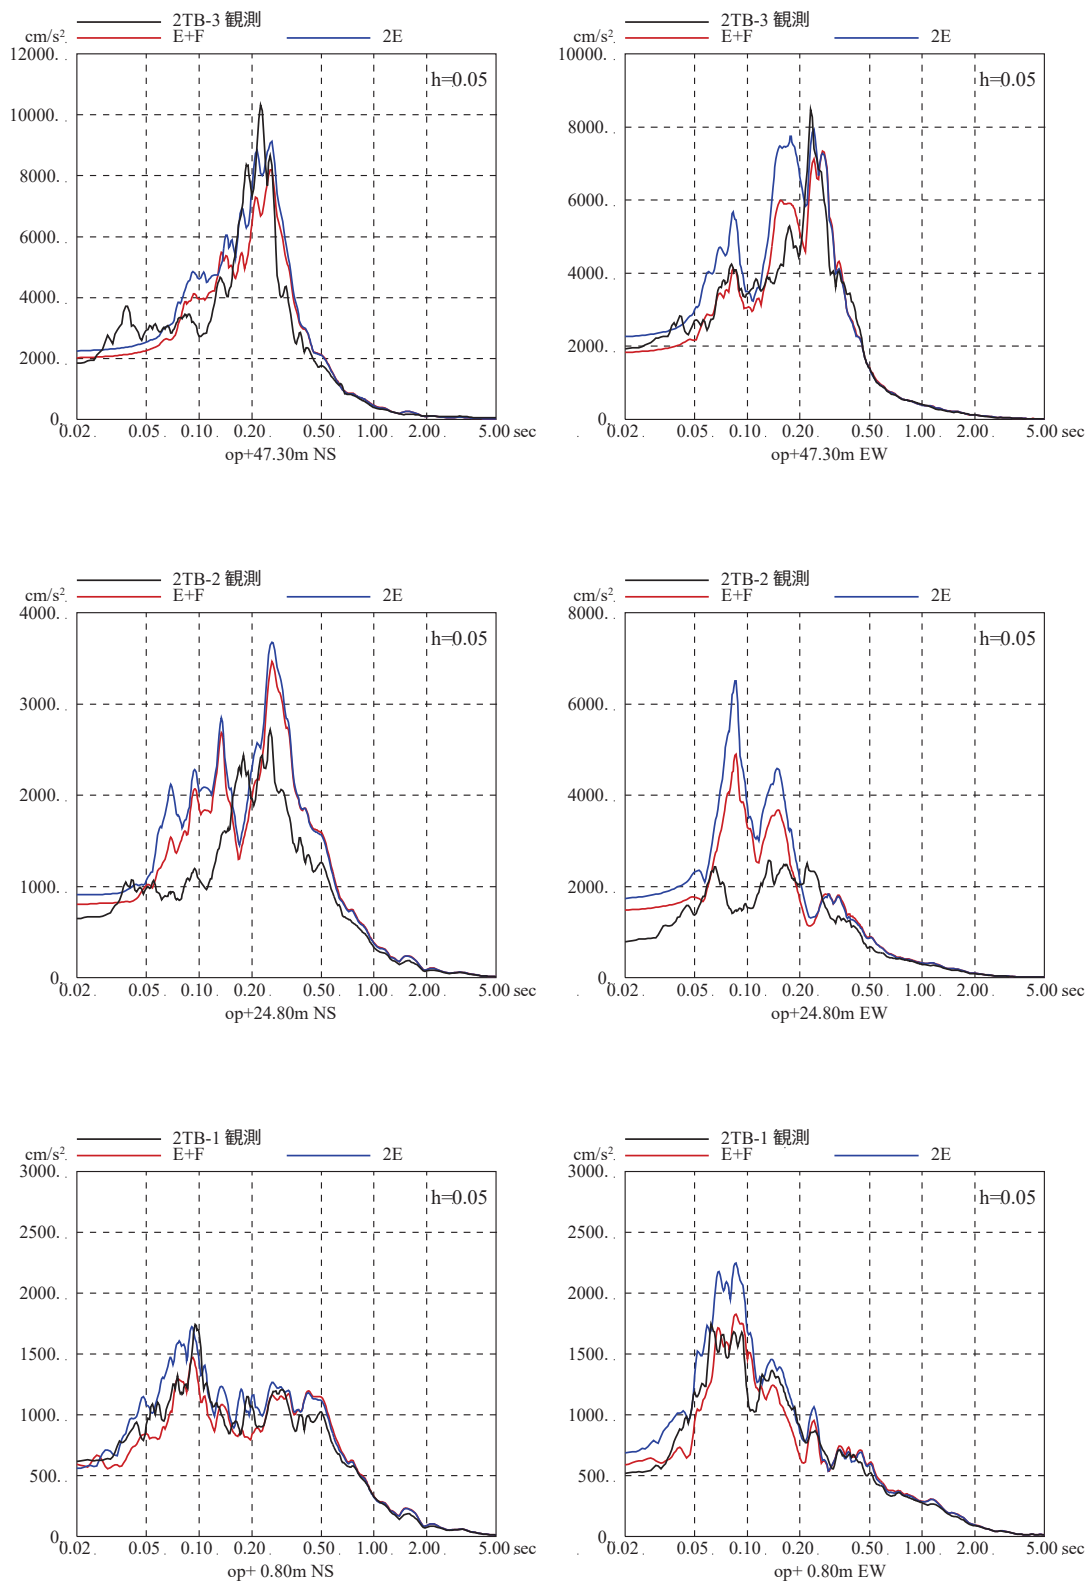 2TB-3 観測
cm/s² E+F 2E
12000.
h=0.05
10000.
8000.
6000.
4000.
2000.
0
0.02 0.05 0.10 0.20 0.50 1.00 2.00 5.00 sec
op+47.30m NS
2TB-3 観測
cm/s² E+F 2E
10000.
h=0.05
8000.
6000.
4000.
2000.
0
0.02 0.05 0.10 0.20 0.50 1.00 2.00 5.00 sec
op+47.30m EW
2TB-2 観測
cm/s² E+F 2E
4000.
h=0.05
3000.
2000.
1000.
0
0.02 0.05 0.10 0.20 0.50 1.00 2.00 5.00 sec
op+24.80m NS
2TB-2 観測
cm/s² E+F 2E
8000.
h=0.05
6000.
4000.
2000.
0
0.02 0.05 0.10 0.20 0.50 1.00 2.00 5.00 sec
op+24.80m EW
2TB-1 観測
cm/s² E+F 2E
3000.
h=0.05
2500.
2000.
1500.
1000.
500.
0
0.02 0.05 0.10 0.20 0.50 1.00 2.00 5.00 sec
op+ 0.80m NS
2TB-1 観測
cm/s² E+F 2E
3000.
h=0.05
2500.
2000.
1500.
1000.
500.
0
0.02 0.05 0.10 0.20 0.50 1.00 2.00 5.00 sec
op+ 0.80m EW